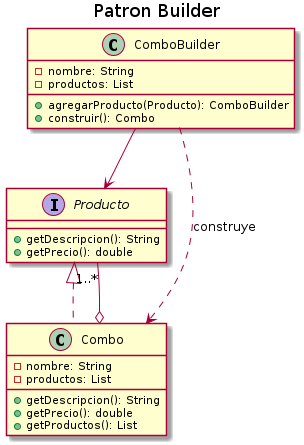 Patron Builder
C ComboBuilder
nombre: String
productos: List
agregarProducto(Producto): ComboBuilder
construir(): Combo
I Producto
getDescripcion(): String
getPrecio(): double
construye
1..*
C Combo
nombre: String
productos: List
getDescripcion(): String
getPrecio(): double
getProductos(): List